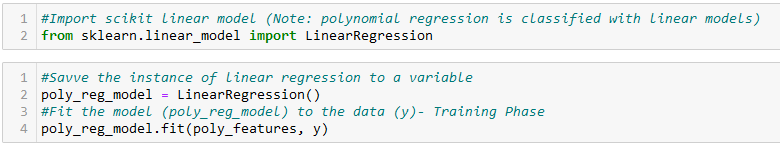 1 #Import scikit linear model (Note: polynomial regression is classified with linear models)
2 from sklearn.linear_model import LinearRegression
1 #Savve the instance of linear regression to a variable
2 poly_reg_model = LinearRegression()
3 #Fit the model (poly_reg_model) to the data (y)- Training Phase
4 poly_reg_model.fit(poly_features, y)